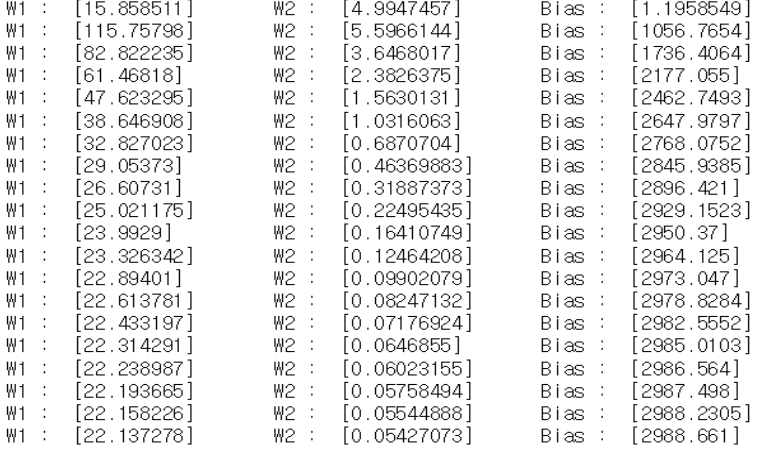 W1 : [15.858511] W2 : [4.9947457] Bias : [1.1958549]
W1 : [115.75798] W2 : [5.5966144] Bias : [1056.7654]
W1 : [82.822235] W2 : [3.6468017] Bias : [1736.4064]
W1 : [61.46818] W2 : [2.3826375] Bias : [2177.055]
W1 : [47.623295] W2 : [1.5630131] Bias : [2462.7493]
W1 : [38.646908] W2 : [1.0316063] Bias : [2647.9797]
W1 : [32.827023] W2 : [0.6870704] Bias : [2768.0752]
W1 : [29.05373] W2 : [0.46369883] Bias : [2845.9385]
W1 : [26.60731] W2 : [0.31887373] Bias : [2896.421]
W1 : [25.021175] W2 : [0.22495435] Bias : [2929.1523]
W1 : [23.9929] W2 : [0.16410749] Bias : [2950.37]
W1 : [23.326342] W2 : [0.12464208] Bias : [2964.125]
W1 : [22.89401] W2 : [0.09902079] Bias : [2973.047]
W1 : [22.613781] W2 : [0.08247132] Bias : [2978.8284]
W1 : [22.433197] W2 : [0.07176924] Bias : [2982.5552]
W1 : [22.314291] W2 : [0.0646855] Bias : [2985.0103]
W1 : [22.238987] W2 : [0.06023155] Bias : [2986.564]
W1 : [22.193665] W2 : [0.05758494] Bias : [2987.498]
W1 : [22.158226] W2 : [0.05544888] Bias : [2988.2305]
W1 : [22.137278] W2 : [0.05427073] Bias : [2988.661]